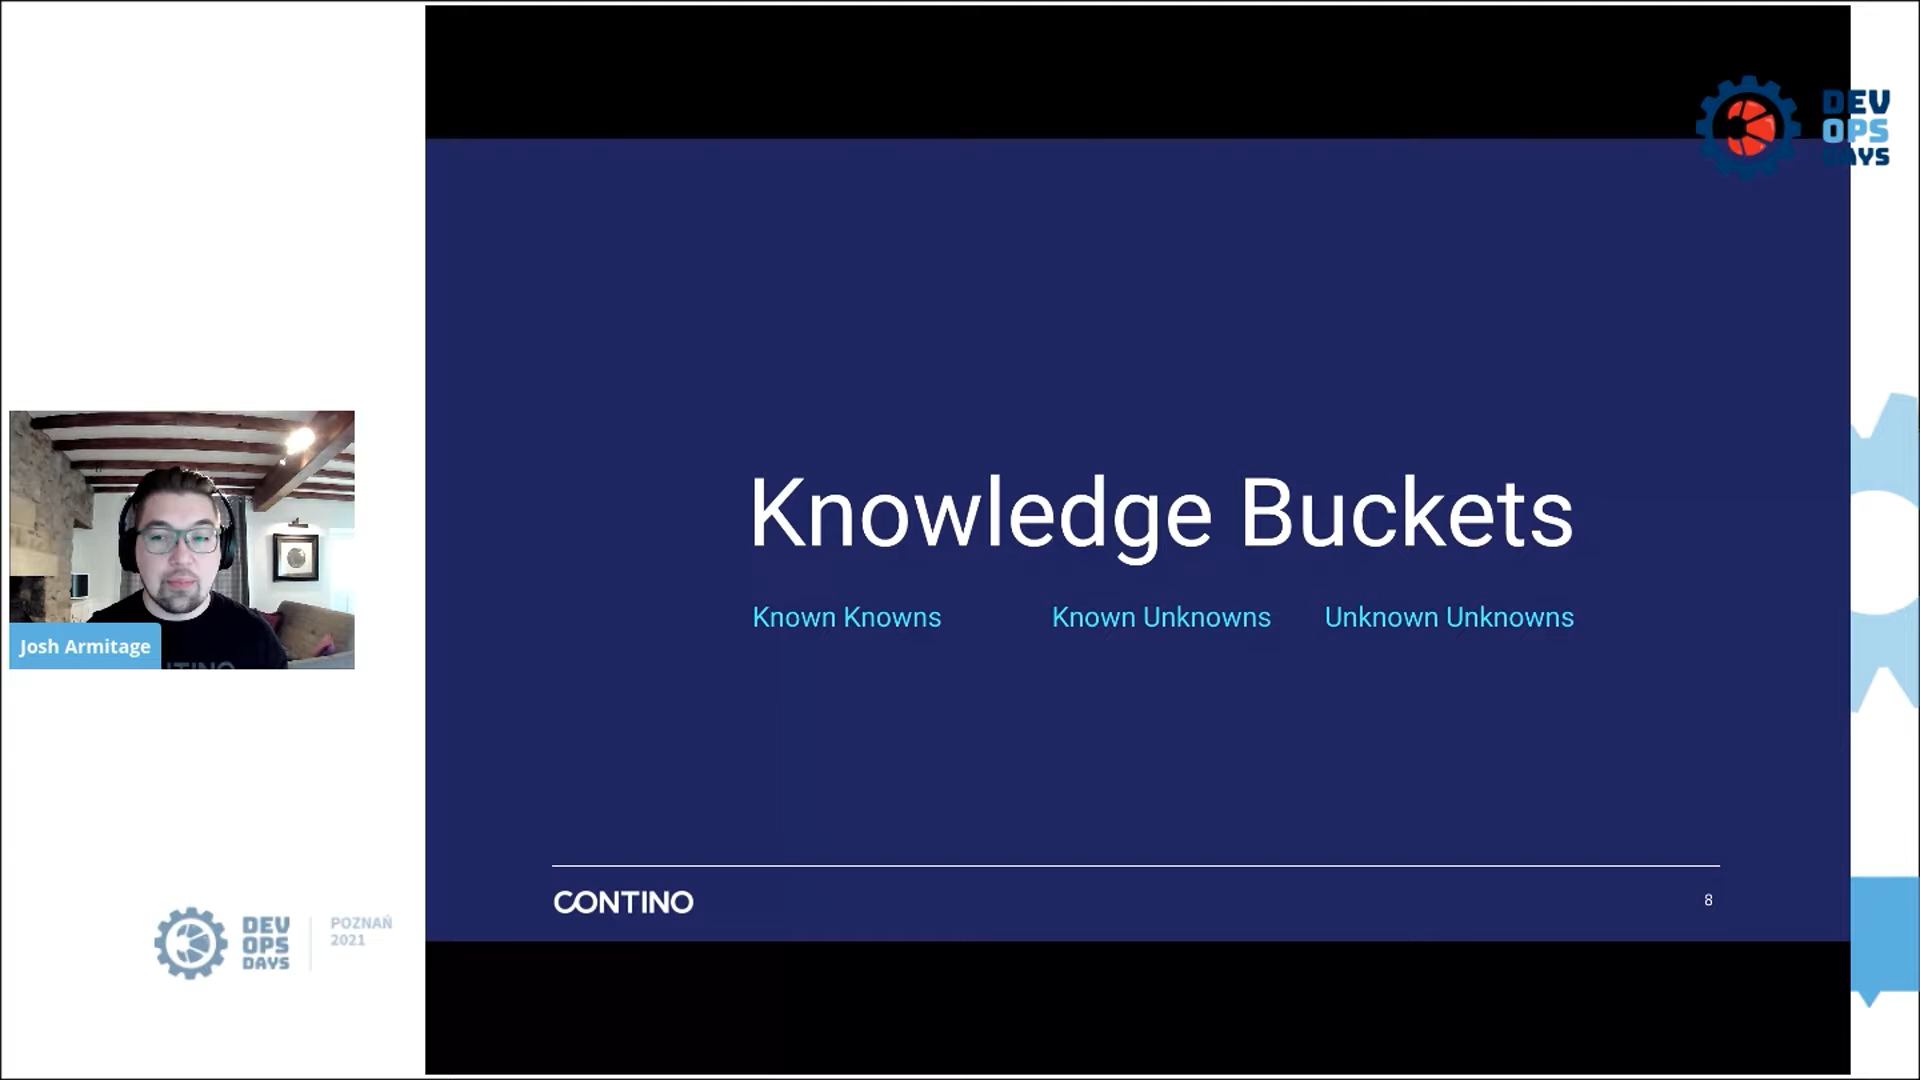 Knowledge Buckets
Known Knowns Known Unknowns Unknown Unknowns
CONTINO
8
Josh Armitage
DEV
OPS
DAYS
POZNAŃ
2021
DEV
OPS
DAYS